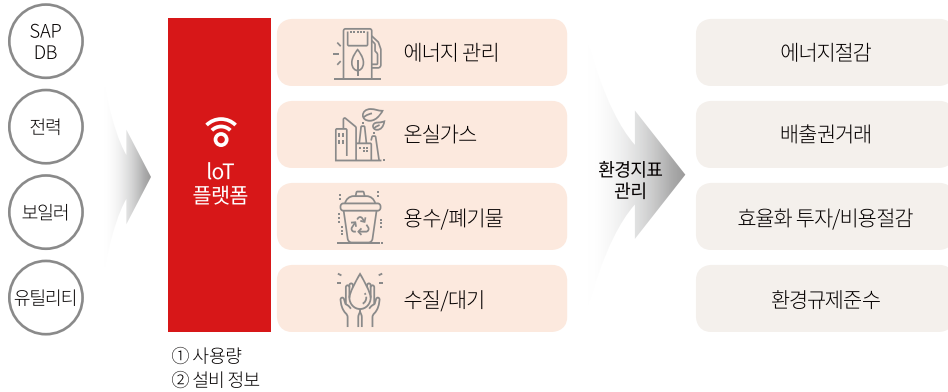 SAP
DB
전력
보일러
유틸리티
IoT
플랫폼
① 사용량
② 설비 정보
에너지 관리
온실가스
용수/폐기물
수질/대기
환경지표
관리
에너지절감
배출권거래
효율화 투자/비용절감
환경규제준수